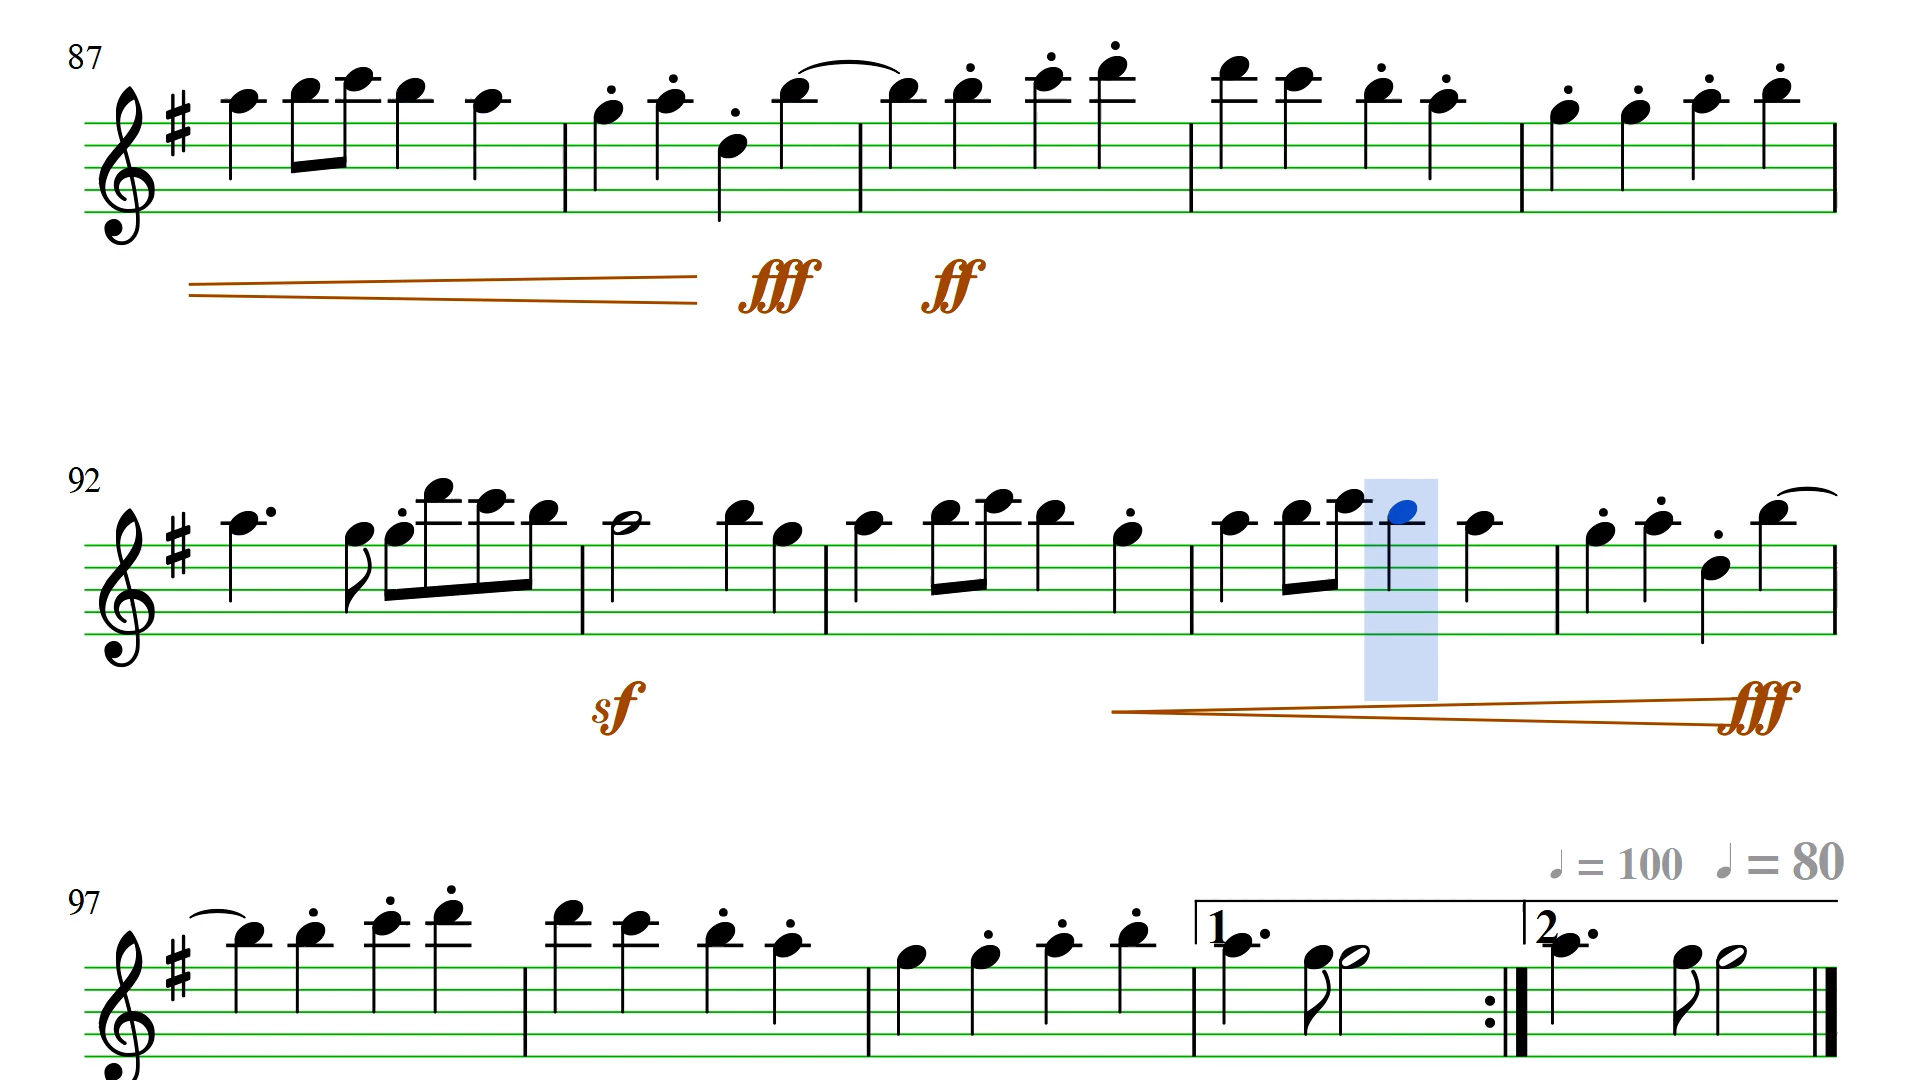 87
fff ff
92
sf fff
𝅘𝅥 = 100 𝅘𝅥 = 80
97
1. 2.